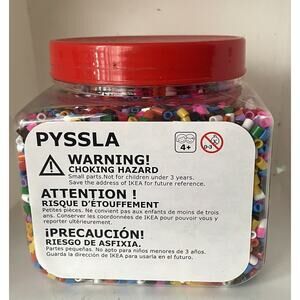 PYSSLA
4+
0-3
WARNING!
CHOKING HAZARD
Small parts. Not for children under 3 years.
Save the address of IKEA for future reference.
ATTENTION !
RISQUE D'ÉTOUFFEMENT
Petites pièces. Ne convient pas aux enfants de moins de trois
ans. Conserver les coordonnées de IKEA pour pouvoir vous y
reporter ultérieurement.
¡PRECAUCIÓN!
RIESGO DE ASFIXIA.
Partes pequeñas. No apto para niños menores de 3 años.
Guarda la dirección de IKEA para usarla en el futuro.